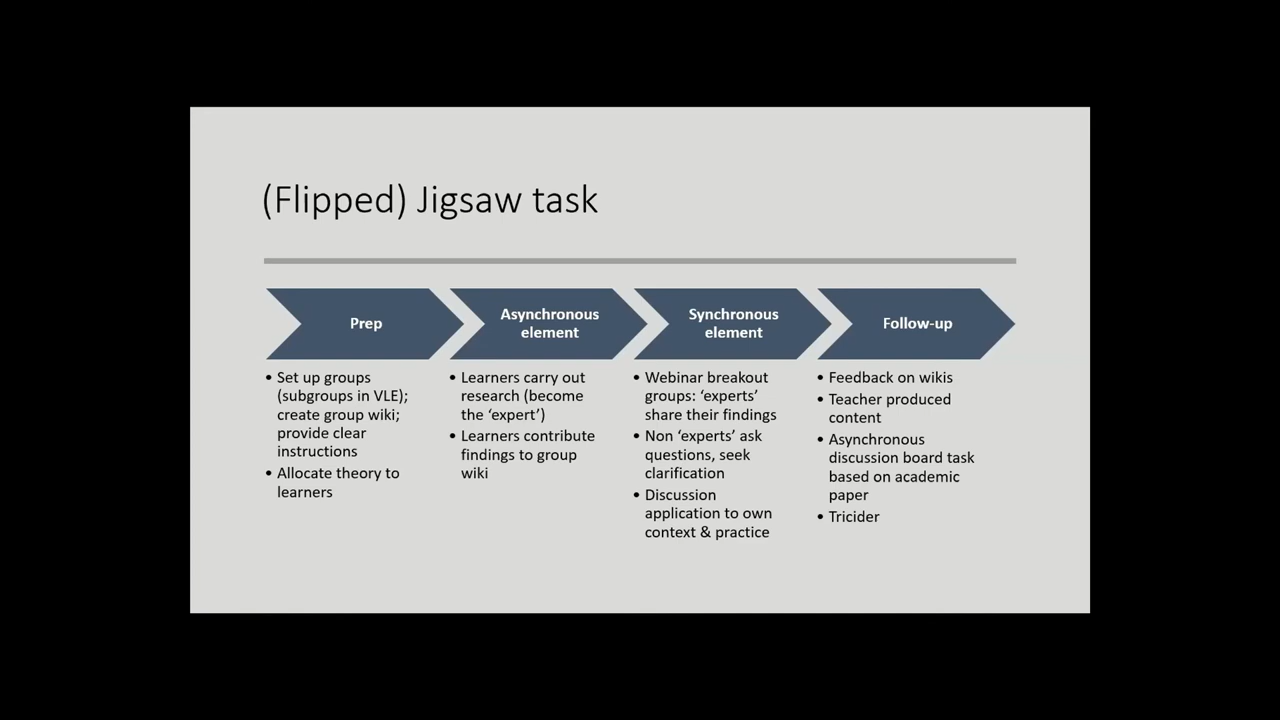 (Flipped) Jigsaw task
Prep
• Set up groups
(subgroups in VLE);
create group wiki;
provide clear
instructions
• Allocate theory to
learners
Asynchronous
element
• Learners carry out
research (become
the ‘expert’)
• Learners contribute
findings to group
wiki
Synchronous
element
• Webinar breakout
groups: ‘experts’
share their findings
• Non ‘experts’ ask
questions, seek
clarification
• Discussion
application to own
context & practice
Follow-up
• Feedback on wikis
• Teacher produced
content
• Asynchronous
discussion board task
based on academic
paper
• Tricider